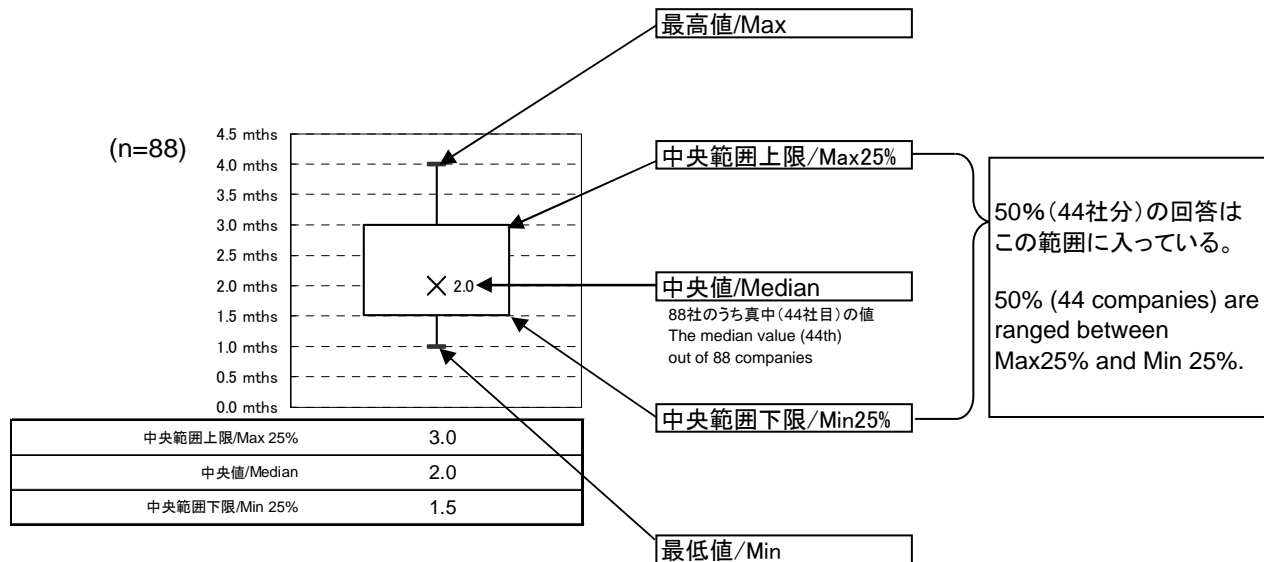 最高値/Max
(n=88)
4.5 mths
4.0 mths
3.5 mths
3.0 mths
2.5 mths
2.0 mths
1.5 mths
1.0 mths
0.5 mths
0.0 mths
2.0
中央範囲上限/Max25%
中央値/Median
88社のうち真中(44社目)の値
The median value (44th)
out of 88 companies
中央範囲下限/Min25%
最低値/Min
50%(44社分)の回答は
この範囲に入っている。
50% (44 companies) are
ranged between
Max25% and Min 25%.
中央範囲上限/Max 25% 3.0
中央値/Median 2.0
中央範囲下限/Min 25% 1.5